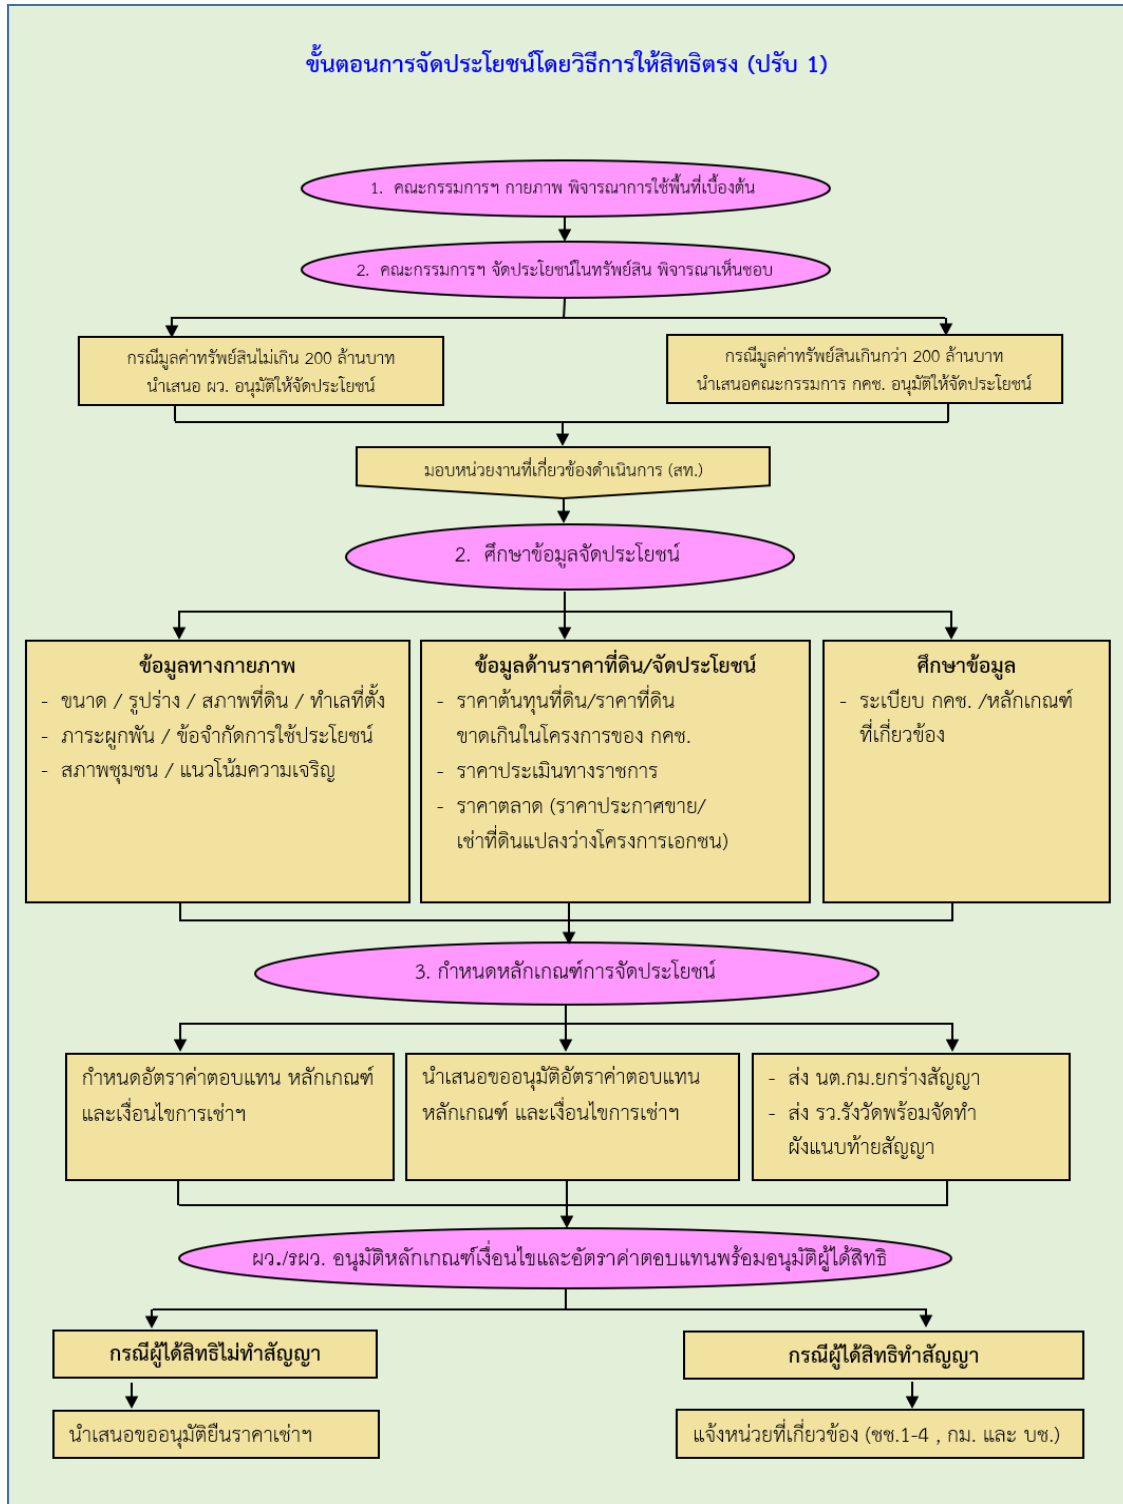 ขั้นตอนการจัดประโยชน์โดยวิธีการให้สิทธิตรง (ปรับ 1)
1. คณะกรรมการฯ กายภาพ พิจารณาการใช้พื้นที่เบื้องต้น
2. คณะกรรมการฯ จัดประโยชน์ในทรัพย์สิน พิจารณาเห็นชอบ
กรณีมูลค่าทรัพย์สินไม่เกิน 200 ล้านบาท
นำเสนอ ผว. อนุมัติให้จัดประโยชน์
กรณีมูลค่าทรัพย์สินเกินกว่า 200 ล้านบาท
นำเสนอคณะกรรมการ กคช. อนุมัติให้จัดประโยชน์
มอบหน่วยงานที่เกี่ยวข้องดำเนินการ (สท.)
2. ศึกษาข้อมูลจัดประโยชน์
ข้อมูลทางกายภาพ
- ขนาด / รูปร่าง / สภาพที่ดิน / ทำเลที่ตั้ง
- ภาระผูกพัน / ข้อจำกัดการใช้ประโยชน์
- สภาพชุมชน / แนวโน้มความเจริญ
ข้อมูลด้านราคาที่ดิน/จัดประโยชน์
- ราคาต้นทุนที่ดิน/ราคาที่ดิน
ขาดเกินในโครงการของ กคช.
- ราคาประเมินทางราชการ
- ราคาตลาด (ราคาประกาศขาย/
เช่าที่ดินแปลงว่างโครงการเอกชน)
ศึกษาข้อมูล
- ระเบียบ กคช. /หลักเกณฑ์
ที่เกี่ยวข้อง
3. กำหนดหลักเกณฑ์การจัดประโยชน์
กำหนดอัตราค่าตอบแทน หลักเกณฑ์
และเงื่อนไขการเช่าฯ
นำเสนอขออนุมัติอัตราค่าตอบแทน
หลักเกณฑ์ และเงื่อนไขการเช่าฯ
- ส่ง นต.กม.ยกร่างสัญญา
- ส่ง รว.รังวัดพร้อมจัดทำ
ผังแนบท้ายสัญญา
ผว./รผว. อนุมัติหลักเกณฑ์เงื่อนไขและอัตราค่าตอบแทนพร้อมอนุมัติผู้ได้สิทธิ
กรณีผู้ได้สิทธิไม่ทำสัญญา
กรณีผู้ได้สิทธิทำสัญญา
นำเสนอขออนุมัติยืนราคาเช่าฯ
แจ้งหน่วยที่เกี่ยวข้อง (ชช.1-4 , กม. และ บช.)